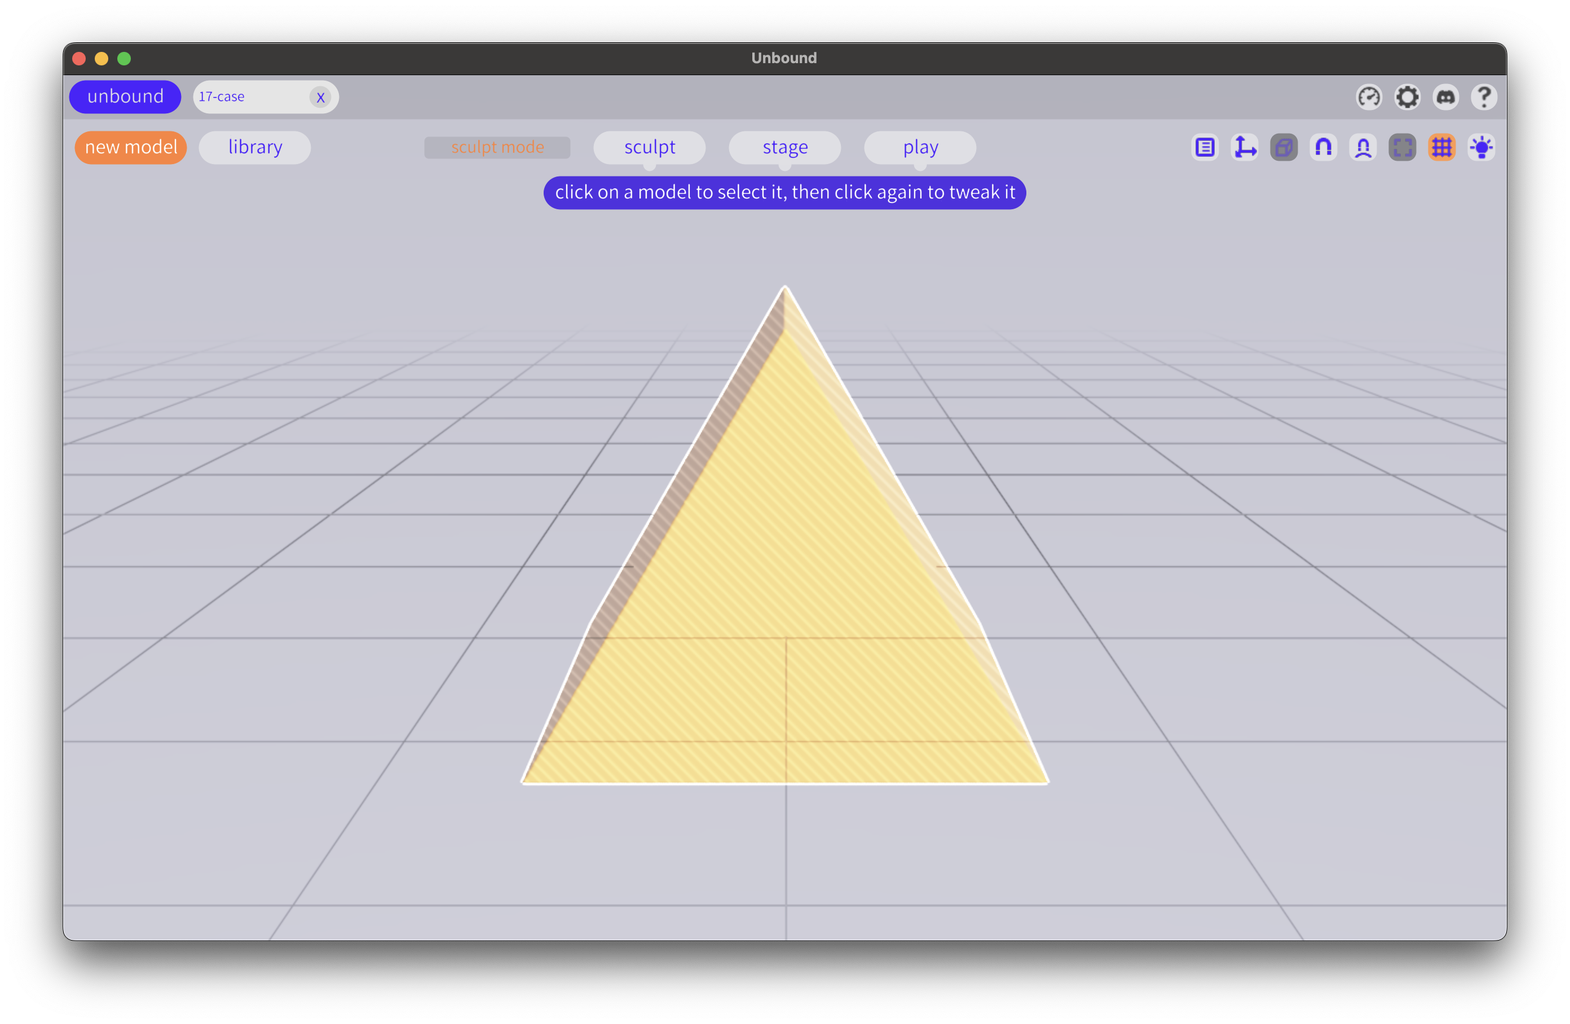 Unbound
unbound
17-case
X
new model
library
sculpt mode
sculpt
stage
play
click on a model to select it, then click again to tweak it
?